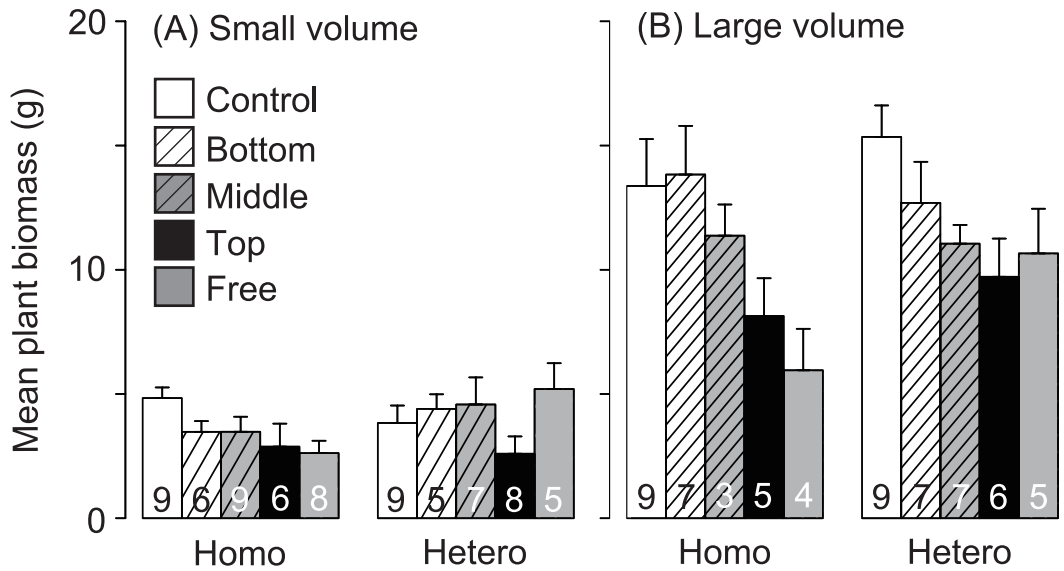 20
(A) Small volume
(B) Large volume
Control
Bottom
Middle
Top
Free
Mean plant biomass (g)
10
0
9 6 9 6 8
9 5 7 8 5
9 7 3 5 4
9 7 7 6 5
Homo
Hetero
Homo
Hetero